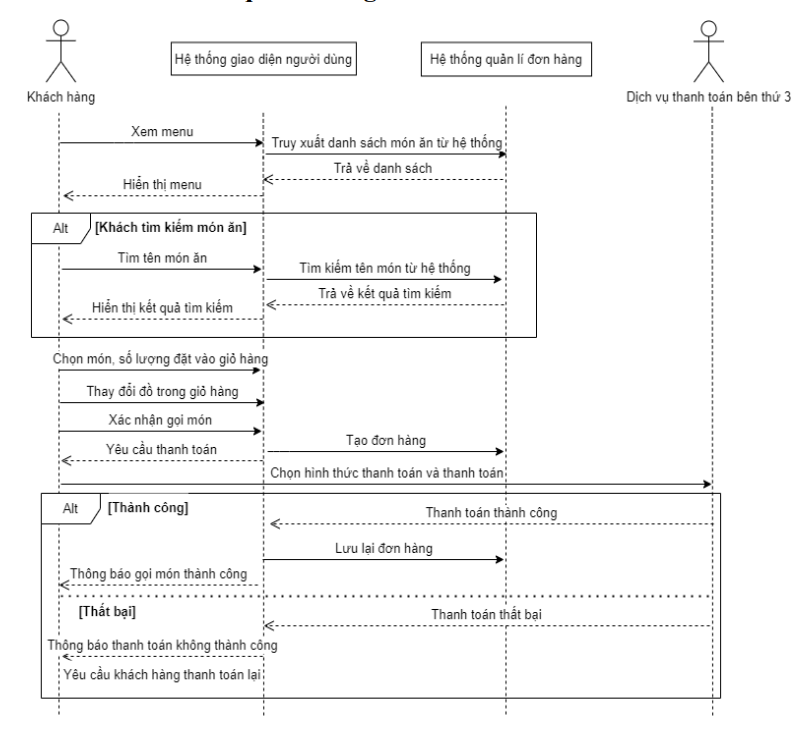 Hệ thống giao diện người dùng
Hệ thống quản lí đơn hàng
Khách hàng
Dịch vụ thanh toán bên thứ 3
Xem menu
Truy xuất danh sách món ăn từ hệ thống
Trả về danh sách
Hiển thị menu
Alt
[Khách tìm kiếm món ăn]
Tìm tên món ăn
Tìm kiếm tên món từ hệ thống
Trả về kết quả tìm kiếm
Hiển thị kết quả tìm kiếm
Chọn món, số lượng đặt vào giỏ hàng
Thay đổi đồ trong giỏ hàng
Xác nhận gọi món
Tạo đơn hàng
Yêu cầu thanh toán
Chọn hình thức thanh toán và thanh toán
Alt
[Thành công]
Thanh toán thành công
Lưu lại đơn hàng
Thông báo gọi món thành công
[Thất bại]
Thanh toán thất bại
Thông báo thanh toán không thành công
Yêu cầu khách hàng thanh toán lại